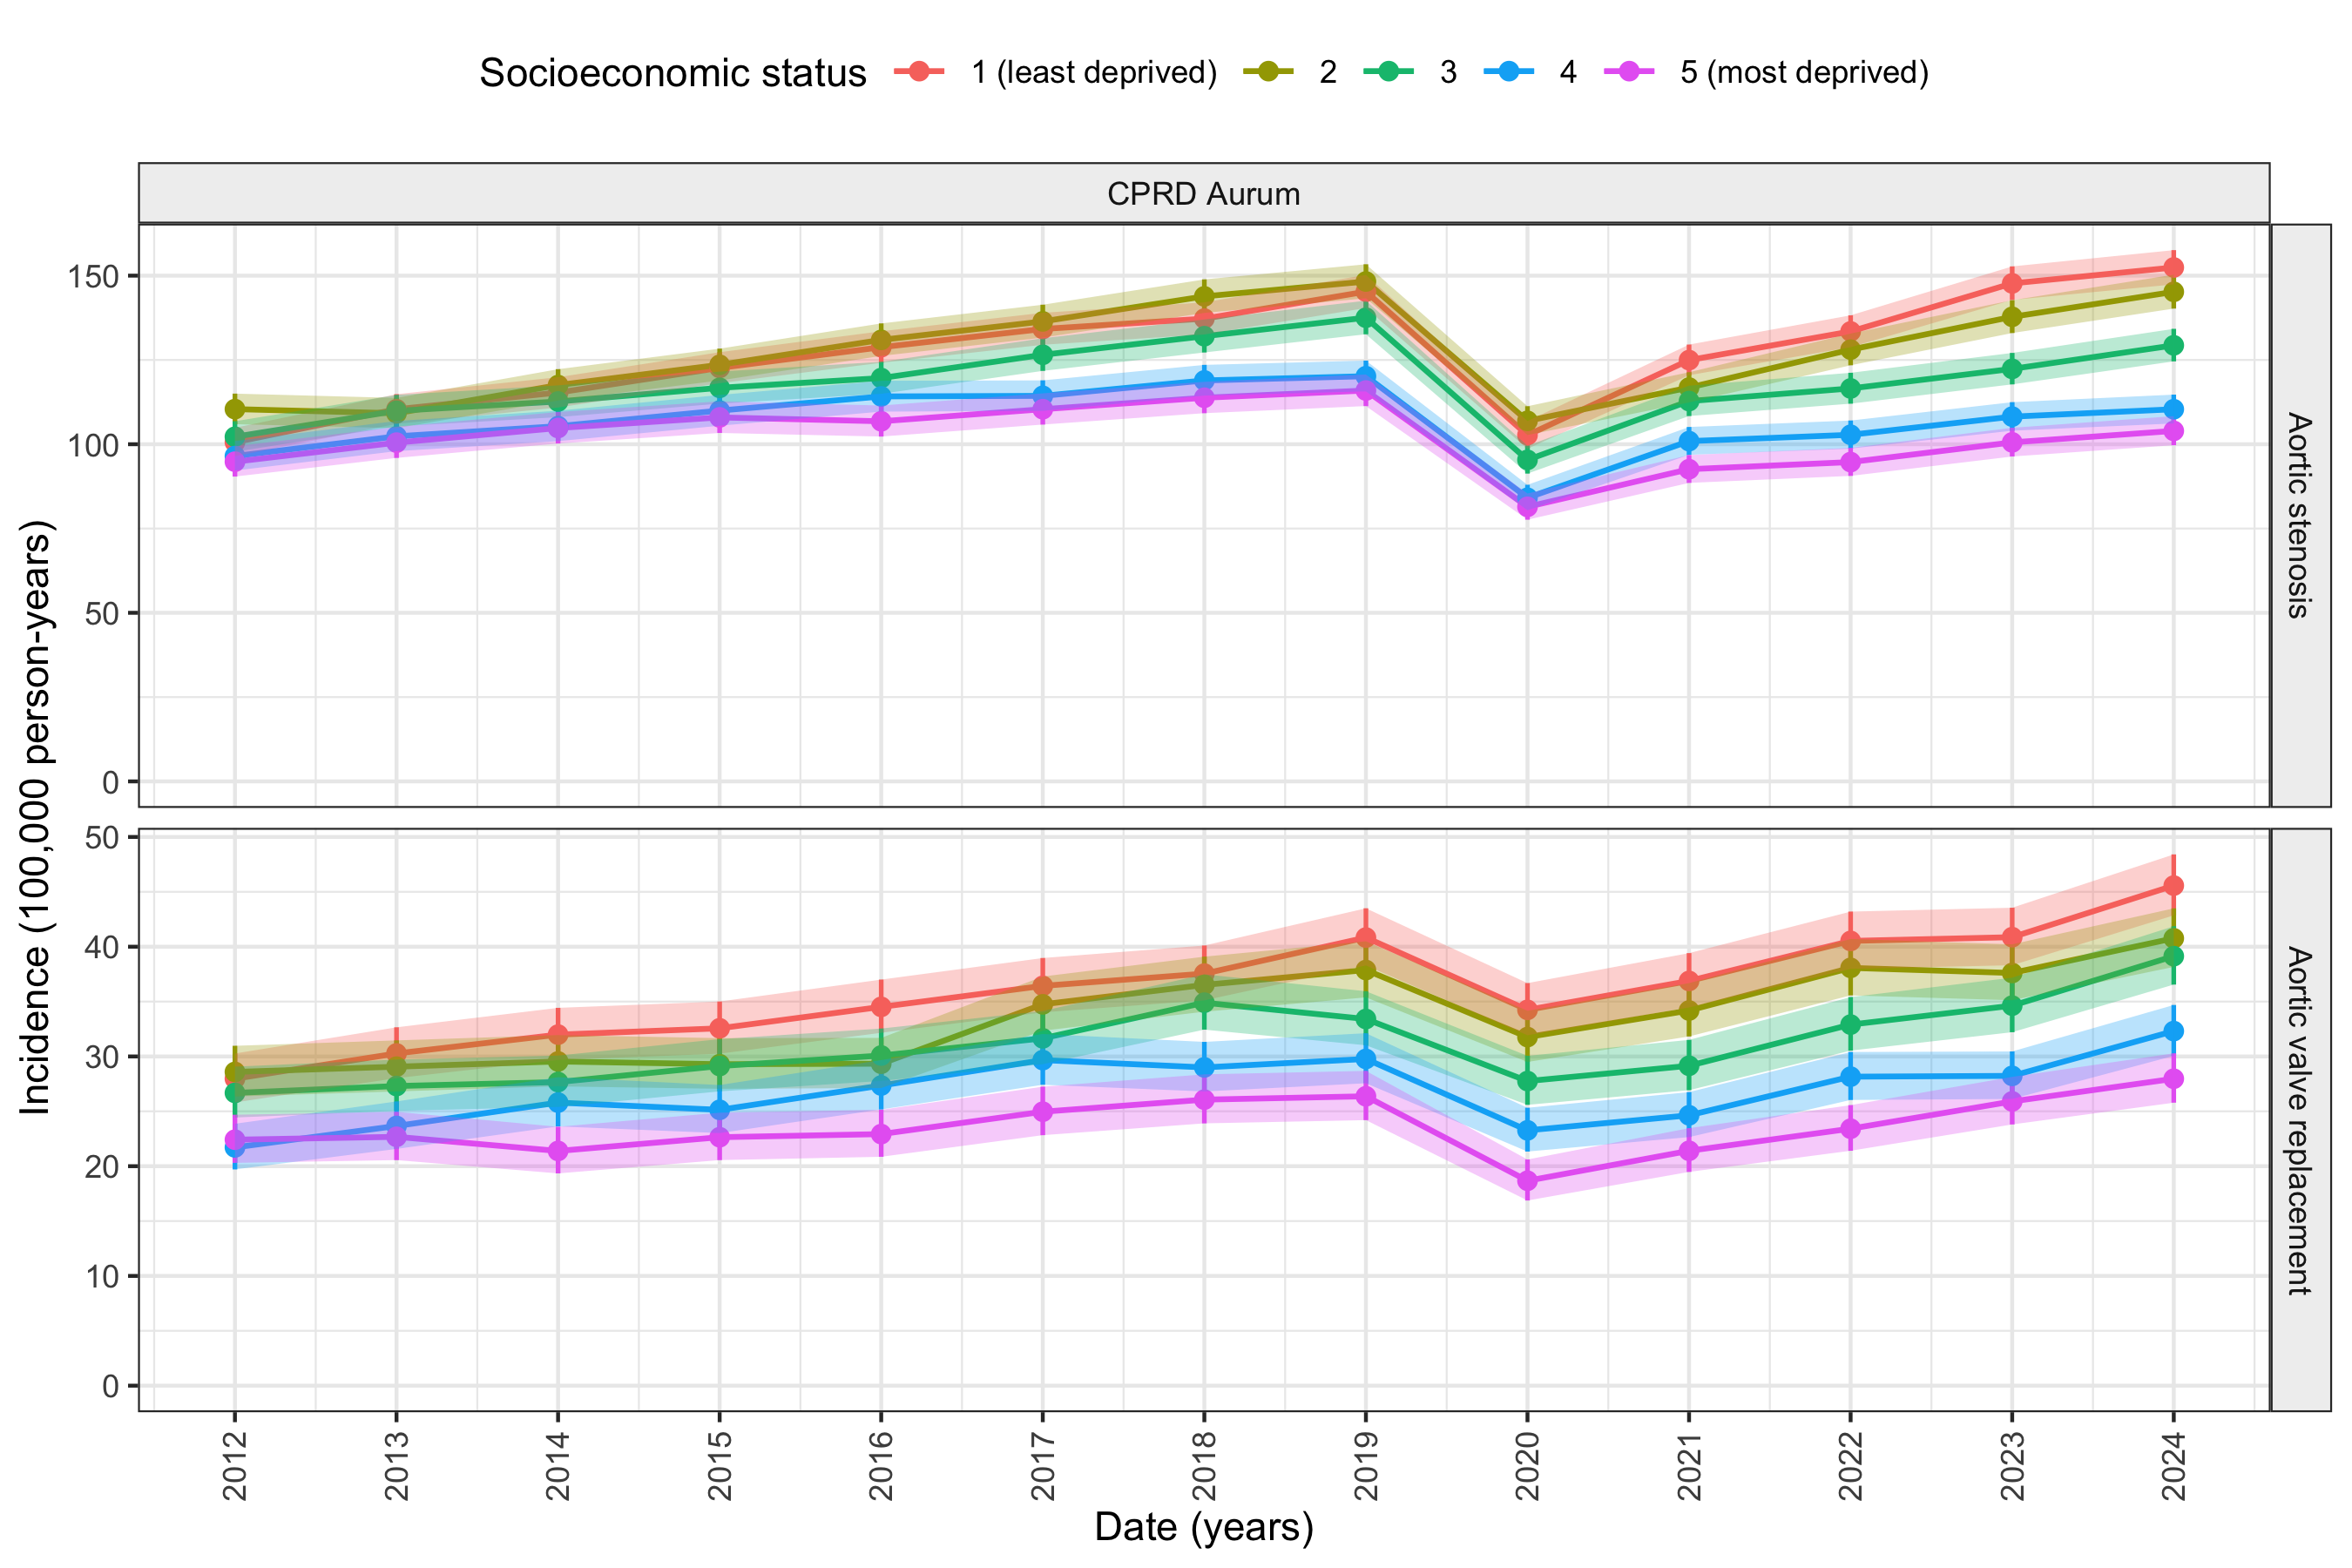 Socioeconomic status 1 (least deprived) 2 3 4 5 (most deprived)
CPRD Aurum
150
100
50
0
Aortic stenosis
50
40
30
20
10
0
Aortic valve replacement
Incidence (100,000 person-years)
2012 2013 2014 2015 2016 2017 2018 2019 2020 2021 2022 2023 2024
Date (years)